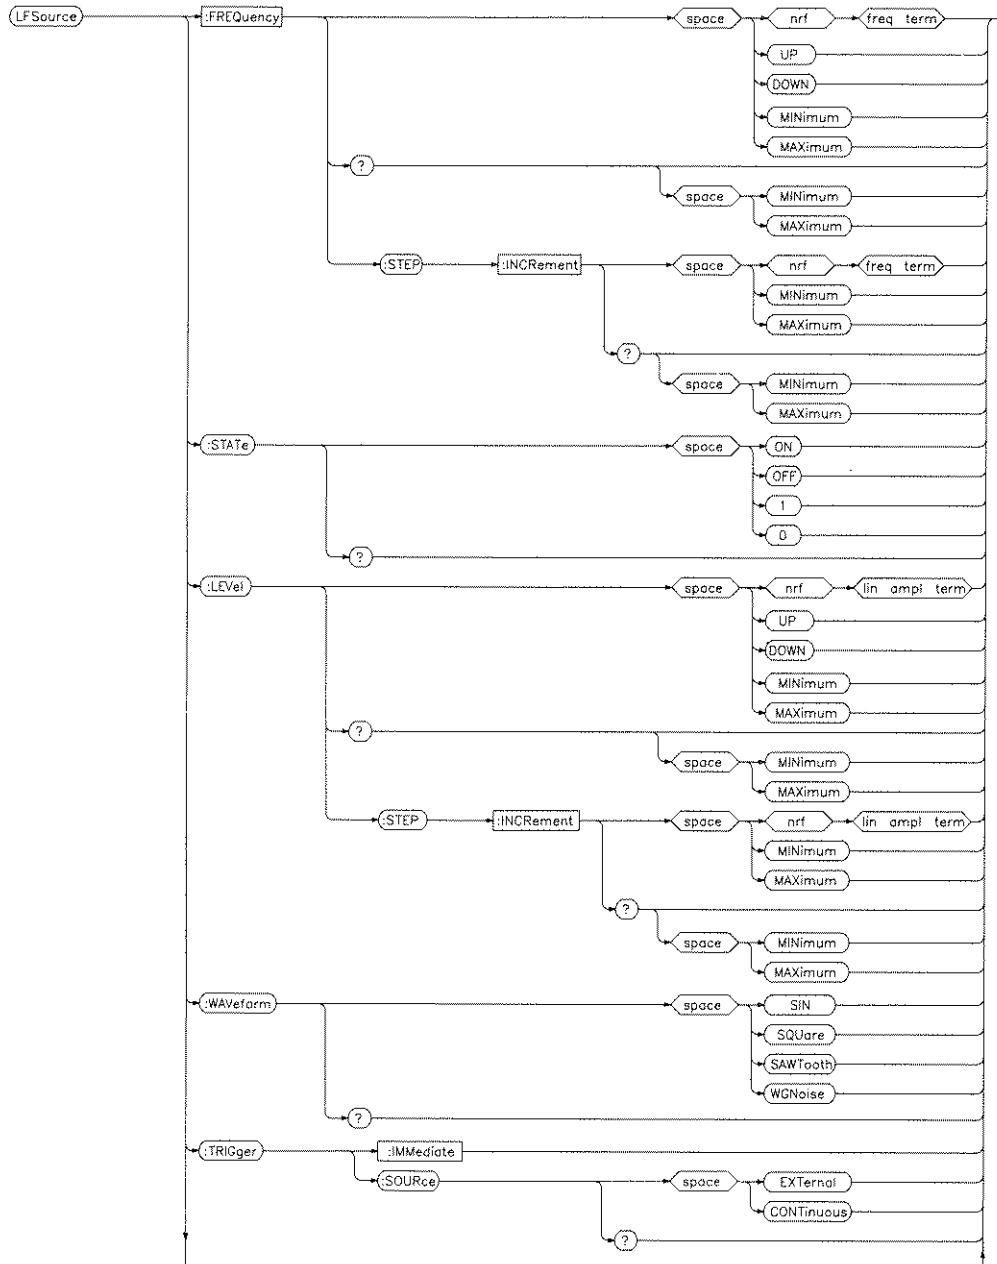 LFSource :FREQuency space nrf freq term
UP
DOWN
MINimum
MAXimum
?
space MINimum
MAXimum
:STEP :INCRement space nrf freq term
MINimum
MAXimum
?
space MINimum
MAXimum
:STATe space ON
OFF
1
0
?
:LEVel space nrf lin ampl term
UP
DOWN
MINimum
MAXimum
?
space MINimum
MAXimum
:STEP :INCRement space nrf lin ampl term
MINimum
MAXimum
?
space MINimum
MAXimum
:WAVeform space SIN
SQUare
SAWTooth
WGNoise
?
:TRIGger :IMMediate
:SOURce space EXTernal
CONTinuous
?